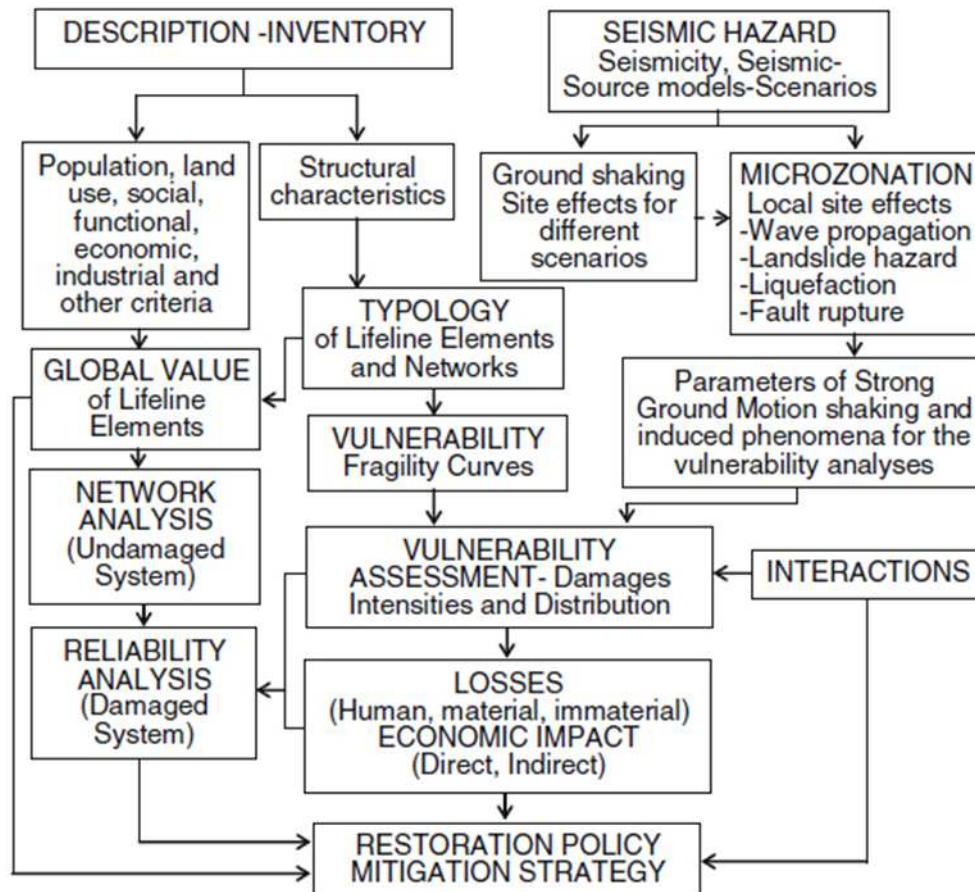 DESCRIPTION -INVENTORY
SEISMIC HAZARD
Seismicity, Seismic-
Source models-Scenarios
Population, land
use, social,
functional,
economic,
industrial and
other criteria
Structural
characteristics
Ground shaking
Site effects for
different
scenarios
MICROZONATION
Local site effects
-Wave propagation
-Landslide hazard
-Liquefaction
-Fault rupture
TYPOLOGY
of Lifeline Elements
and Networks
GLOBAL VALUE
of Lifeline
Elements
Parameters of Strong
Ground Motion shaking and
induced phenomena for the
vulnerability analyses
VULNERABILITY
Fragility Curves
NETWORK
ANALYSIS
(Undamaged
System)
VULNERABILITY
ASSESSMENT- Damages
Intensities and Distribution
INTERACTIONS
RELIABILITY
ANALYSIS
(Damaged
System)
LOSSES
(Human, material, immaterial)
ECONOMIC IMPACT
(Direct, Indirect)
RESTORATION POLICY
MITIGATION STRATEGY